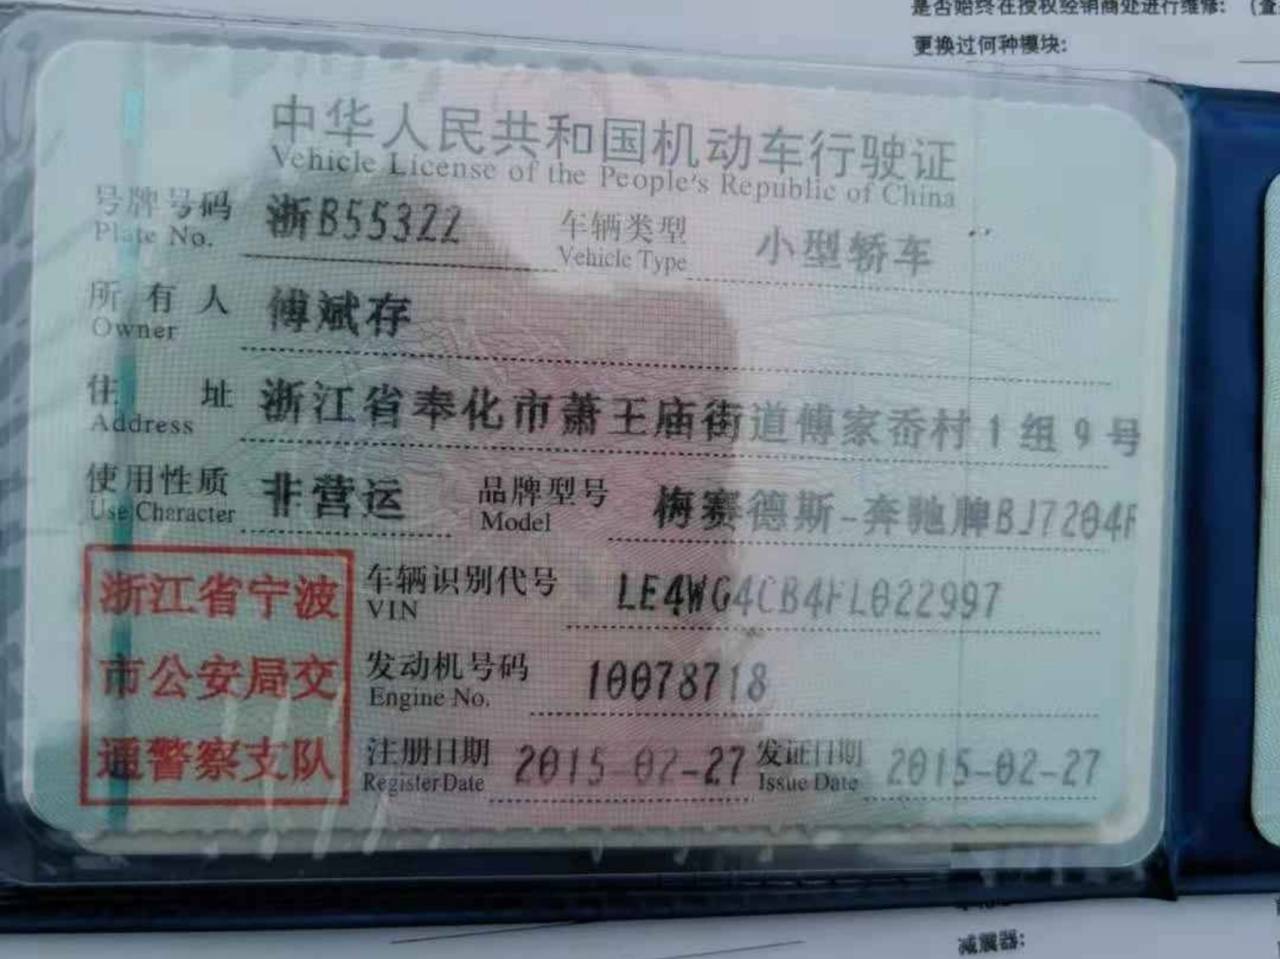 是否始终在授权经销商处进行维修：（查
更换过何种模块：
中华人民共和国机动车行驶证
Vehicle License of the People's Republic of China
号牌号码 浙B55322 车辆类型 小型轿车
Plate No. Vehicle Type
所有人 傅斌存
Owner
住址 浙江省奉化市萧王庙街道傅家岙村1组9号
Address
使用性质 非营运 品牌型号 梅赛德斯-奔驰牌BJ7204F
Use Character Model
浙江省宁波
市公安局交
通警察支队
车辆识别代号 LE4WG4CB4FL022997
VIN
发动机号码 10078718
Engine No.
注册日期 2015-02-27 发证日期 2015-02-27
Register Date Issue Date
减震器：